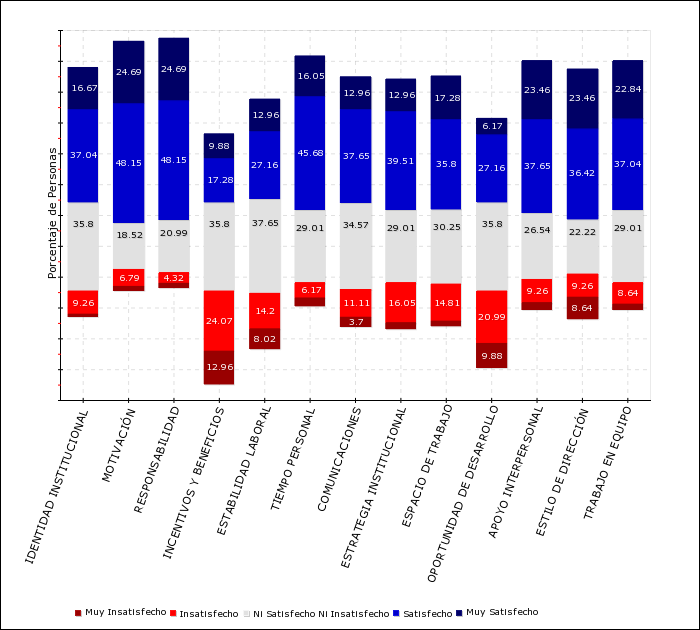 Porcentaje de Personas
16.67 24.69 24.69 9.88 12.96 16.05 12.96 12.96 17.28 6.17 23.46 23.46 22.84
37.04 48.15 48.15 17.28 27.16 45.68 37.65 39.51 35.8 27.16 37.65 36.42 37.04
35.8 18.52 20.99 35.8 37.65 29.01 34.57 29.01 30.25 35.8 26.54 22.22 29.01
9.26 6.79 4.32 24.07 14.2 6.17 11.11 16.05 14.81 20.99 9.26 9.26 8.64
12.96 8.02 3.7 9.88 8.64
IDENTIDAD INSTITUCIONAL
MOTIVACIÓN
RESPONSABILIDAD
INCENTIVOS Y BENEFICIOS
ESTABILIDAD LABORAL
TIEMPO PERSONAL
COMUNICACIONES
ESTRATEGIA INSTITUCIONAL
ESPACIO DE TRABAJO
OPORTUNIDAD DE DESARROLLO
APOYO INTERPERSONAL
ESTILO DE DIRECCIÓN
TRABAJO EN EQUIPO
Muy Insatisfecho Insatisfecho Ni Satisfecho Ni Insatisfecho Satisfecho Muy Satisfecho